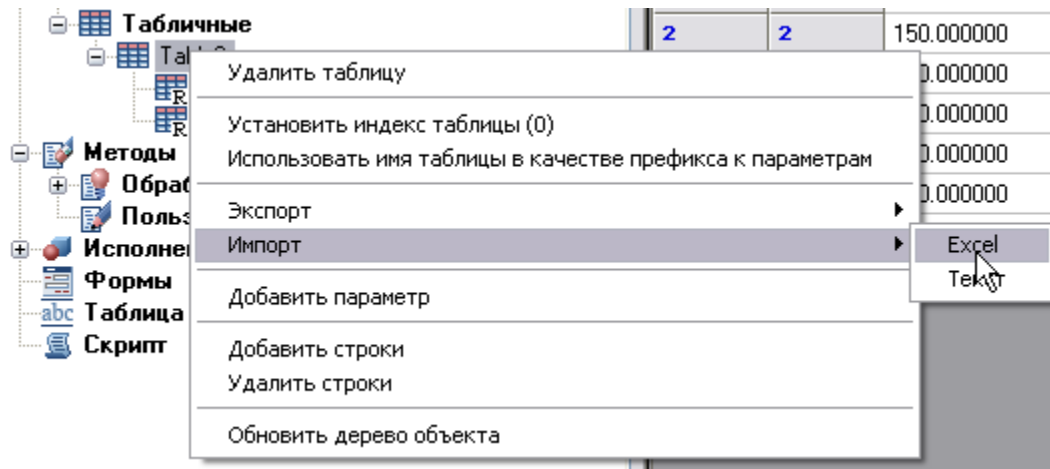 Табличные
2 2 150.000000
Удалить таблицу
Установить индекс таблицы (0)
Использовать имя таблицы в качестве префикса к параметрам
Экспорт
Импорт
Excel
Текст
Добавить параметр
Добавить строки
Удалить строки
Обновить дерево объекта
R
R
Методы
Формы
abc Таблица
Скрипт